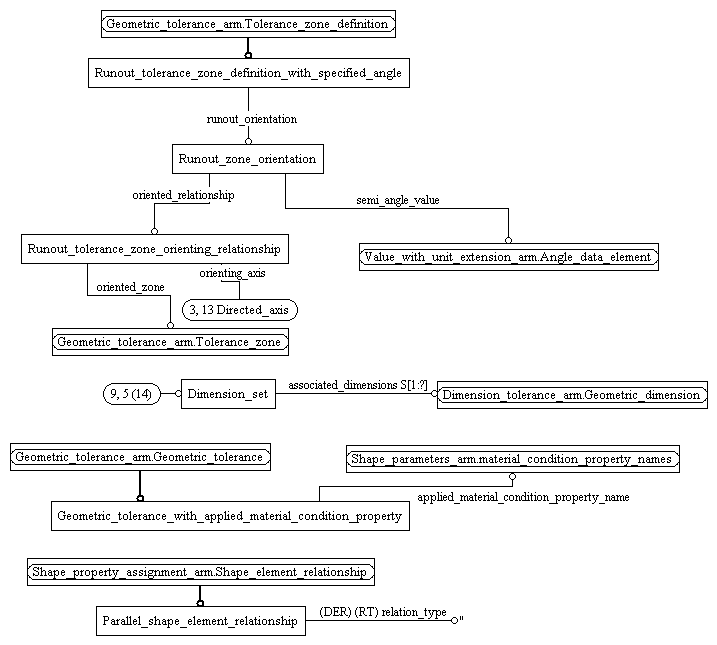 Geometric_tolerance_arm.Tolerance_zone_definition
Runout_tolerance_zone_definition_with_specified_angle
runout_orientation
Runout_zone_orientation
oriented_relationship
semi_angle_value
Runout_tolerance_zone_orienting_relationship
Value_with_unit_extension_arm.Angle_data_element
orienting_axis
oriented_zone
3, 13 Directed_axis
Geometric_tolerance_arm.Tolerance_zone
9, 5 (14)
Dimension_set
associated_dimensions S[1:?]
Dimension_tolerance_arm.Geometric_dimension
Geometric_tolerance_arm.Geometric_tolerance
Shape_parameters_arm.material_condition_property_names
applied_material_condition_property_name
Geometric_tolerance_with_applied_material_condition_property
Shape_property_assignment_arm.Shape_element_relationship
Parallel_shape_element_relationship
(DER) (RT) relation_type
"